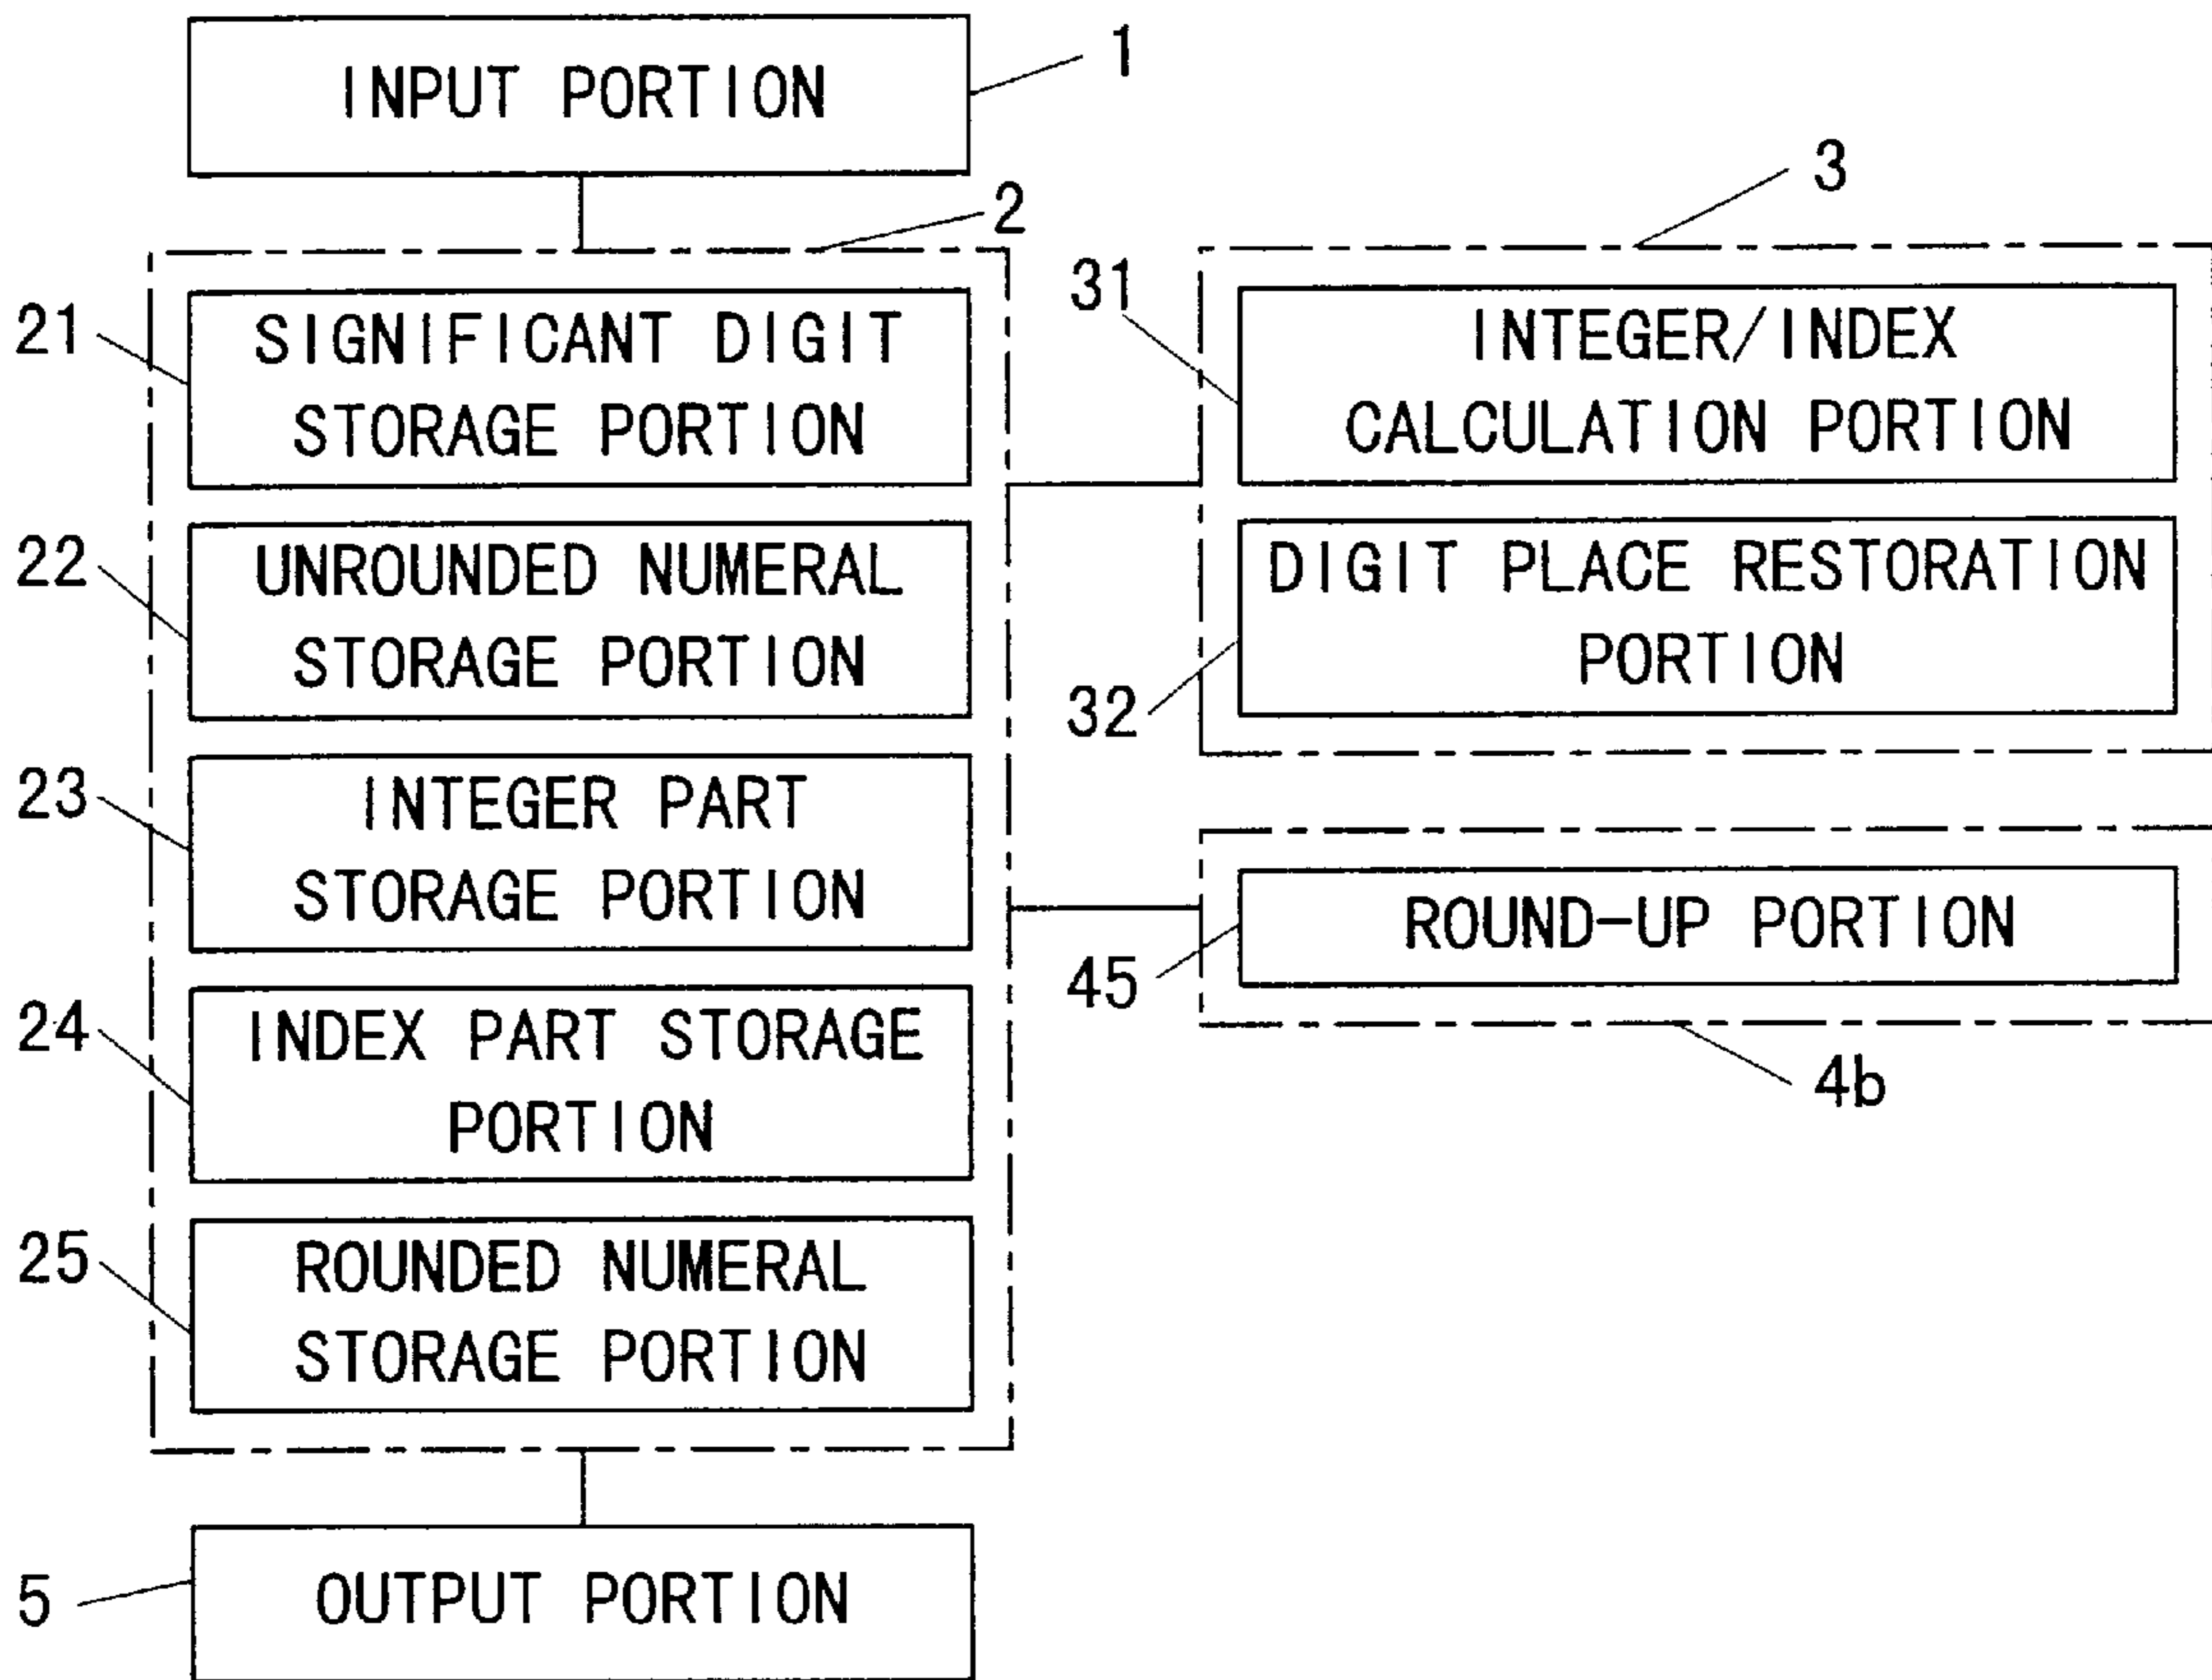 INPUT PORTION
1
2
3
21
SIGNIFICANT DIGIT
STORAGE PORTION
31
INTEGER/INDEX
CALCULATION PORTION
22
UNROUNDED NUMERAL
STORAGE PORTION
32
DIGIT PLACE RESTORATION
PORTION
23
INTEGER PART
STORAGE PORTION
45
ROUND-UP PORTION
4b
24
INDEX PART STORAGE
PORTION
25
ROUNDED NUMERAL
STORAGE PORTION
5
OUTPUT PORTION